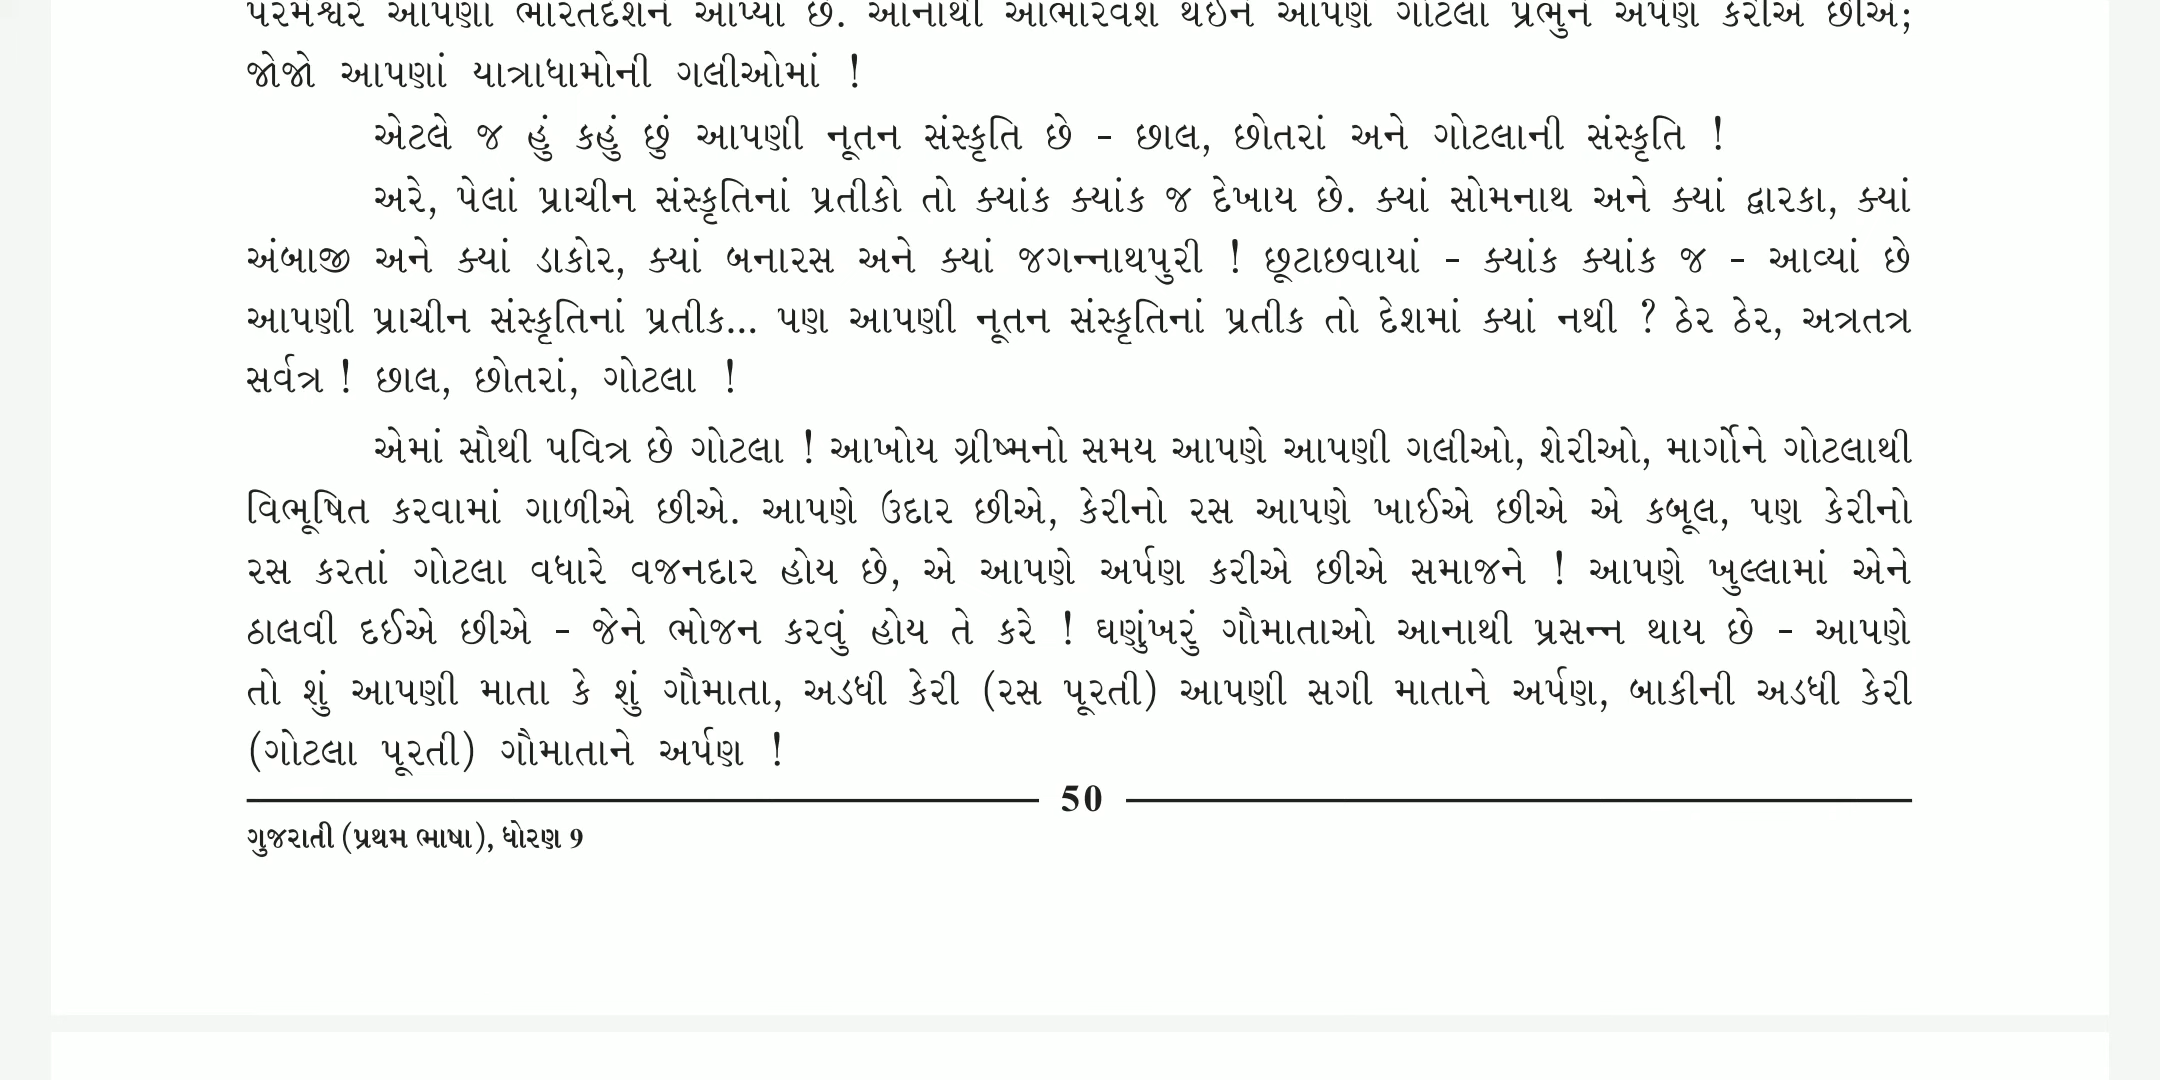 પરમેશ્વરે આપણા ભારતદેશને આપ્યા છે. આનાથી આભારવશ થઈને આપણે ગોટલા પ્રભુને અર્પણ કરીએ છીએ;
જોજો આપણાં યાત્રાધામોની ગલીઓમાં !
એટલે જ હું કહું છું આપણી નૂતન સંસ્કૃતિ છે - છાલ, છોતરાં અને ગોટલાની સંસ્કૃતિ !
અરે, પેલાં પ્રાચીન સંસ્કૃતિનાં પ્રતીકો તો ક્યાંક ક્યાંક જ દેખાય છે. ક્યાં સોમનાથ અને ક્યાં દ્વારકા, ક્યાં
અંબાજી અને ક્યાં ડાકોર, ક્યાં બનારસ અને ક્યાં જગન્નાથપુરી ! છૂટાછવાયાં - ક્યાંક ક્યાંક જ - આવ્યાં છે
આપણી પ્રાચીન સંસ્કૃતિનાં પ્રતીક... પણ આપણી નૂતન સંસ્કૃતિનાં પ્રતીક તો દેશમાં ક્યાં નથી ? ઠેર ઠેર, અત્રતત્ર
સર્વત્ર ! છાલ, છોતરાં, ગોટલા !
એમાં સૌથી પવિત્ર છે ગોટલા ! આખોય ગ્રીષ્મનો સમય આપણે આપણી ગલીઓ, શેરીઓ, માર્ગોને ગોટલાથી
વિભૂષિત કરવામાં ગાળીએ છીએ. આપણે ઉદાર છીએ, કેરીનો રસ આપણે ખાઈએ છીએ એ કબૂલ, પણ કેરીનો
રસ કરતાં ગોટલા વધારે વજનદાર હોય છે, એ આપણે અર્પણ કરીએ છીએ સમાજને ! આપણે ખુલ્લામાં એને
ઠાલવી દઈએ છીએ - જેને ભોજન કરવું હોય તે કરે ! ઘણુંખરું ગૌમાતાઓ આનાથી પ્રસન્ન થાય છે - આપણે
તો શું આપણી માતા કે શું ગૌમાતા, અડધી કેરી (રસ પૂરતી) આપણી સગી માતાને અર્પણ, બાકીની અડધી કેરી
(ગોટલા પૂરતી) ગૌમાતાને અર્પણ !
50
ગુજરાતી (પ્રથમ ભાષા), ધોરણ 9